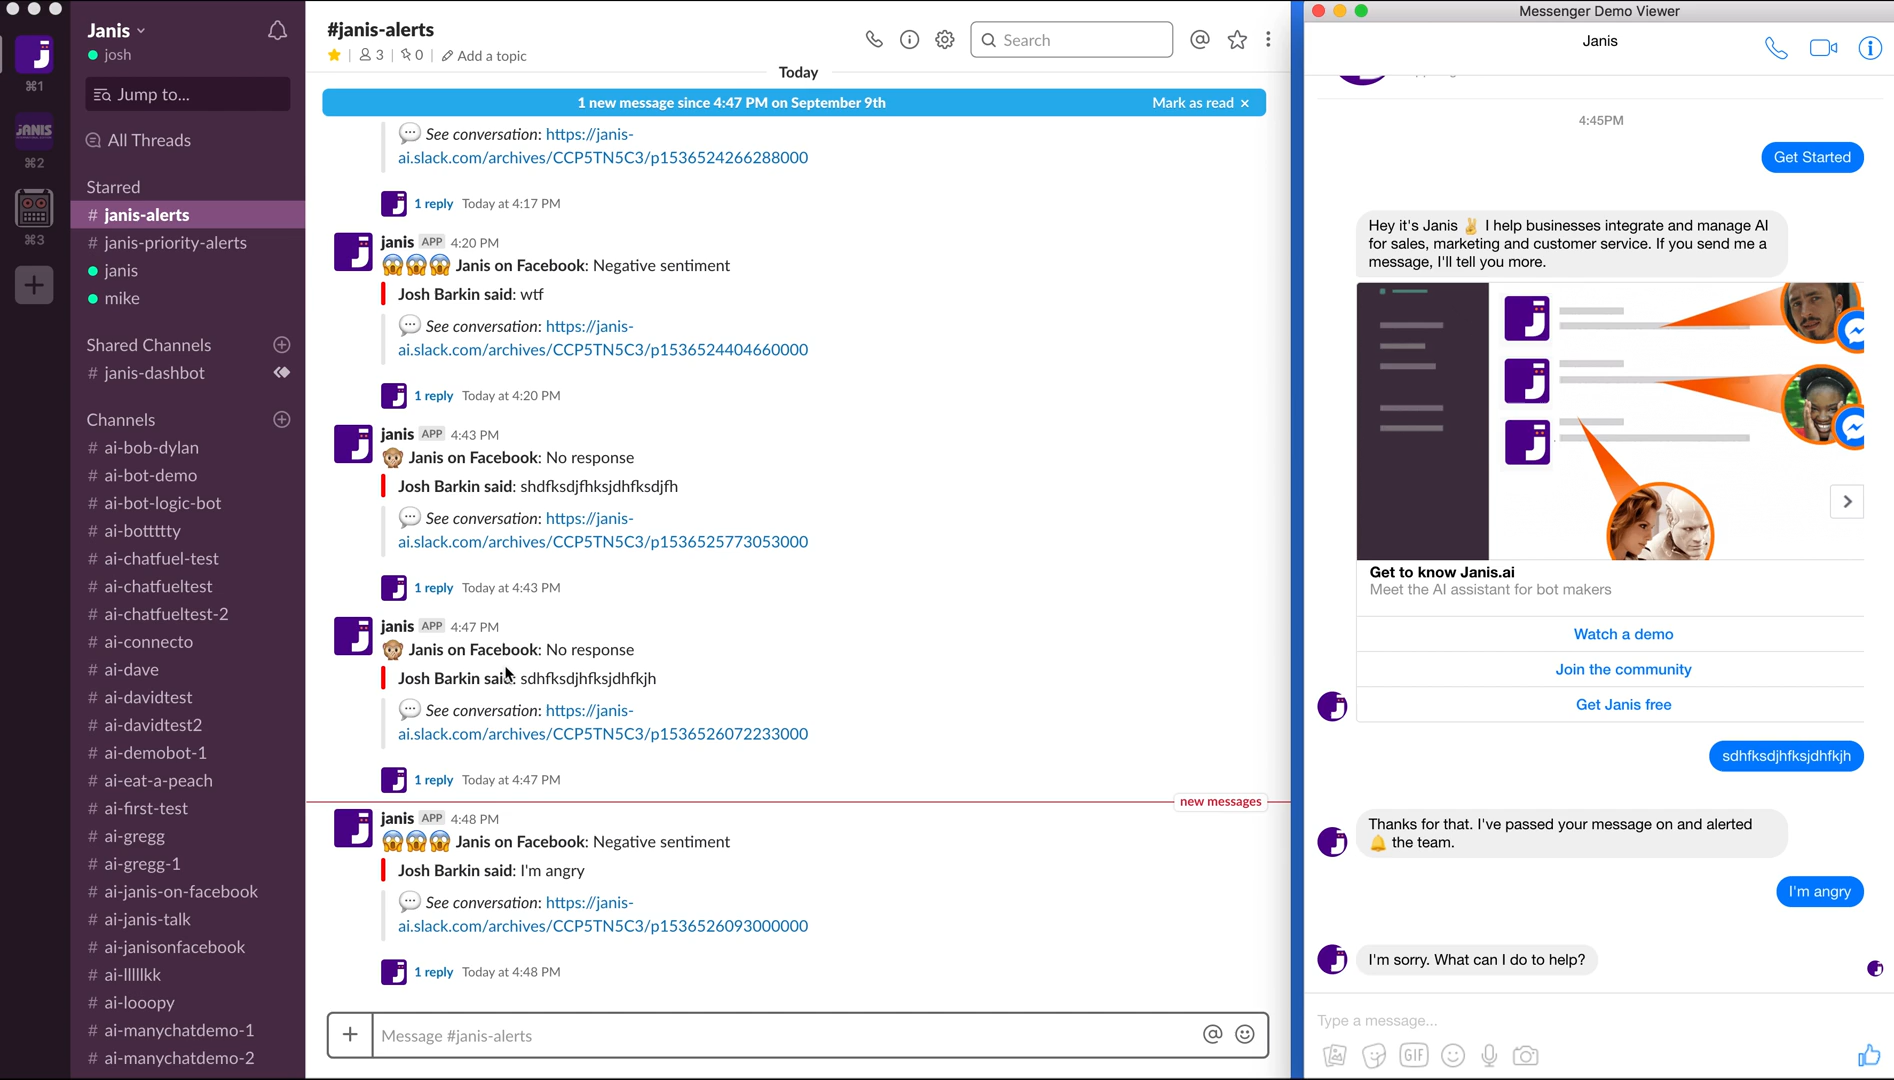 ⌘1
JANIS
⌘2
⌘3
Janis
josh
Jump to...
All Threads
Starred
# janis-alerts
# janis-priority-alerts
janis
mike
Shared Channels
# janis-dashbot
Channels
# ai-bob-dylan
# ai-bot-demo
# ai-bot-logic-bot
# ai-bottttty
# ai-chatfuel-test
# ai-chatfueltest
# ai-chatfueltest-2
# ai-connecto
# ai-dave
# ai-davidtest
# ai-davidtest2
# ai-demobot-1
# ai-eat-a-peach
# ai-first-test
# ai-gregg
# ai-gregg-1
# ai-janis-on-facebook
# ai-janis-talk
# ai-janisonfacebook
# ai-lllllkk
# ai-looopy
# ai-manychatdemo-1
# ai-manychatdemo-2
#janis-alerts
3 | 0 | Add a topic
Search
Today
1 new message since 4:47 PM on September 9th Mark as read ×
See conversation: https://janis-
ai.slack.com/archives/CCP5TN5C3/p1536524266288000
1 reply Today at 4:17 PM
janis APP 4:20 PM
😱😱😱 Janis on Facebook: Negative sentiment
Josh Barkin said: wtf
💬 See conversation: https://janis-
ai.slack.com/archives/CCP5TN5C3/p1536524404660000
1 reply Today at 4:20 PM
janis APP 4:43 PM
🙊 Janis on Facebook: No response
Josh Barkin said: shdfksdjfhksjdhfksdjfh
💬 See conversation: https://janis-
ai.slack.com/archives/CCP5TN5C3/p1536525773053000
1 reply Today at 4:43 PM
janis APP 4:47 PM
🙊 Janis on Facebook: No response
Josh Barkin said: sdhfksdjhfksjdhfkjh
💬 See conversation: https://janis-
ai.slack.com/archives/CCP5TN5C3/p1536526072233000
1 reply Today at 4:47 PM
new messages
janis APP 4:48 PM
😱😱😱 Janis on Facebook: Negative sentiment
Josh Barkin said: I'm angry
💬 See conversation: https://janis-
ai.slack.com/archives/CCP5TN5C3/p1536526093000000
1 reply Today at 4:48 PM
Message #janis-alerts
Messenger Demo Viewer
Janis
4:45PM
Get Started
Hey it's Janis ✌ I help businesses integrate and manage AI
for sales, marketing and customer service. If you send me a
message, I'll tell you more.
Get to know Janis.ai
Meet the AI assistant for bot makers
Watch a demo
Join the community
Get Janis free
sdhfksdjhfksjdhfkjh
Thanks for that. I've passed your message on and alerted
🔔 the team.
I'm angry
I'm sorry. What can I do to help?
Type a message...
GIF